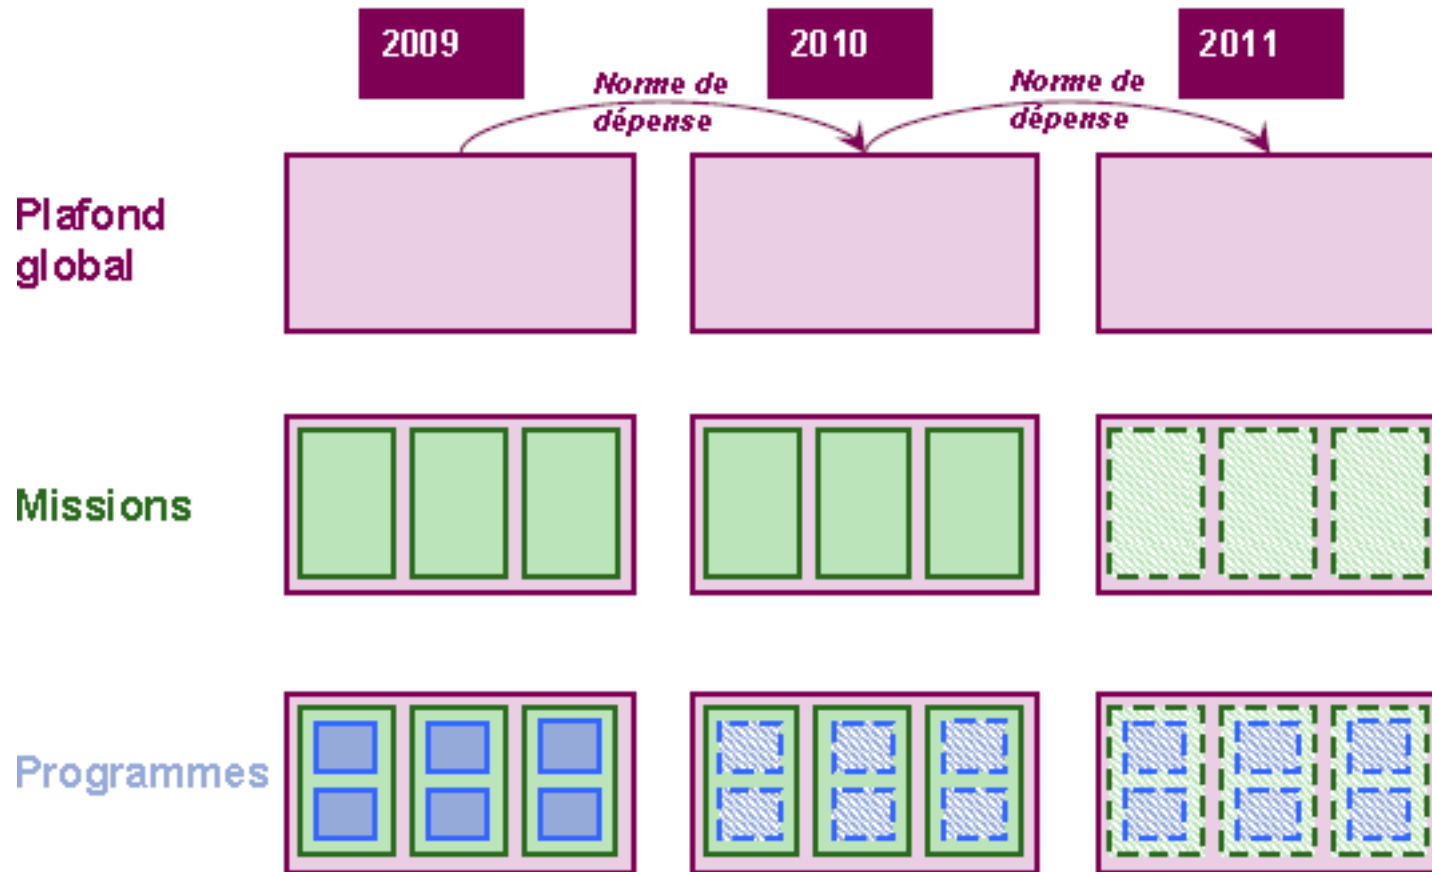 2009
2010
2011
Norme de
dépense
Norme de
dépense
Plafond
global
Missions
Programmes